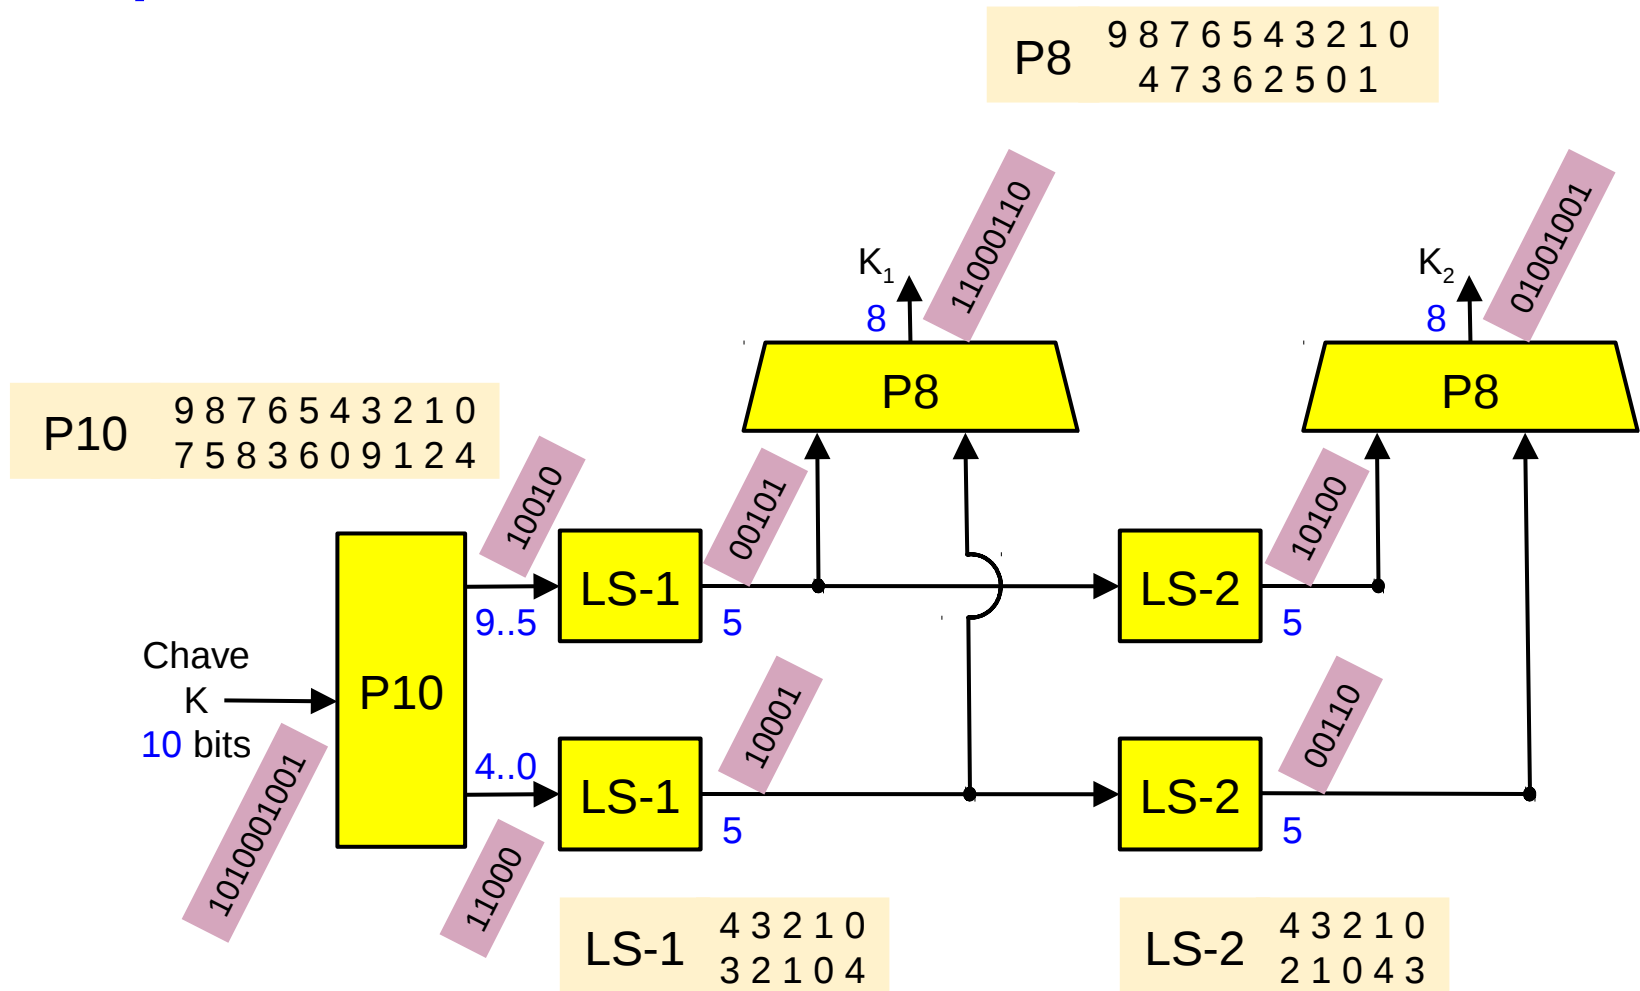 P8
9 8 7 6 5 4 3 2 1 0
4 7 3 6 2 5 0 1
11000110
01001001
K1
8
K2
8
P8
P8
P10
9 8 7 6 5 4 3 2 1 0
7 5 8 3 6 0 9 1 2 4
10010
00101
10100
LS-1
LS-2
9..5
5
5
Chave
K
10 bits
P10
10001
00110
4..0
LS-1
LS-2
5
5
1010001001
11000
LS-1
4 3 2 1 0
3 2 1 0 4
LS-2
4 3 2 1 0
2 1 0 4 3